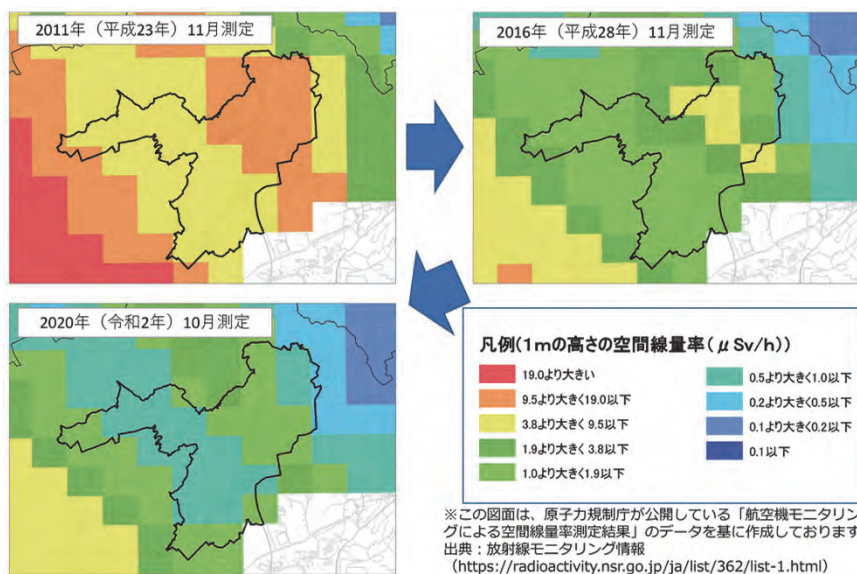 2011年（平成23年）11月測定
2016年（平成28年）11月測定
2020年（令和2年）10月測定
凡例(1mの高さの空間線量率(μSv/h))
19.0より大きい
9.5より大きく19.0以下
3.8より大きく 9.5以下
1.9より大きく 3.8以下
1.0より大きく1.9以下
0.5より大きく1.0以下
0.2より大きく0.5以下
0.1より大きく0.2以下
0.1以下
※この図面は、原子力規制庁が公開している「航空機モニタリン
グによる空間線量率測定結果」のデータを基に作成しております
出典：放射線モニタリング情報
（https://radioactivity.nsr.go.jp/ja/list/362/list-1.html）